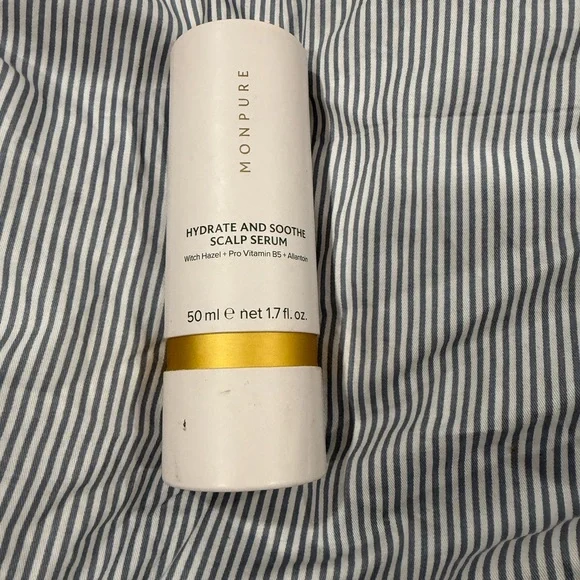 MONPURE
HYDRATE AND SOOTHE
SCALP SERUM
Witch Hazel + Pro Vitamin B5 + Allantoin
50 ml ℮ net 1.7 fl. oz.